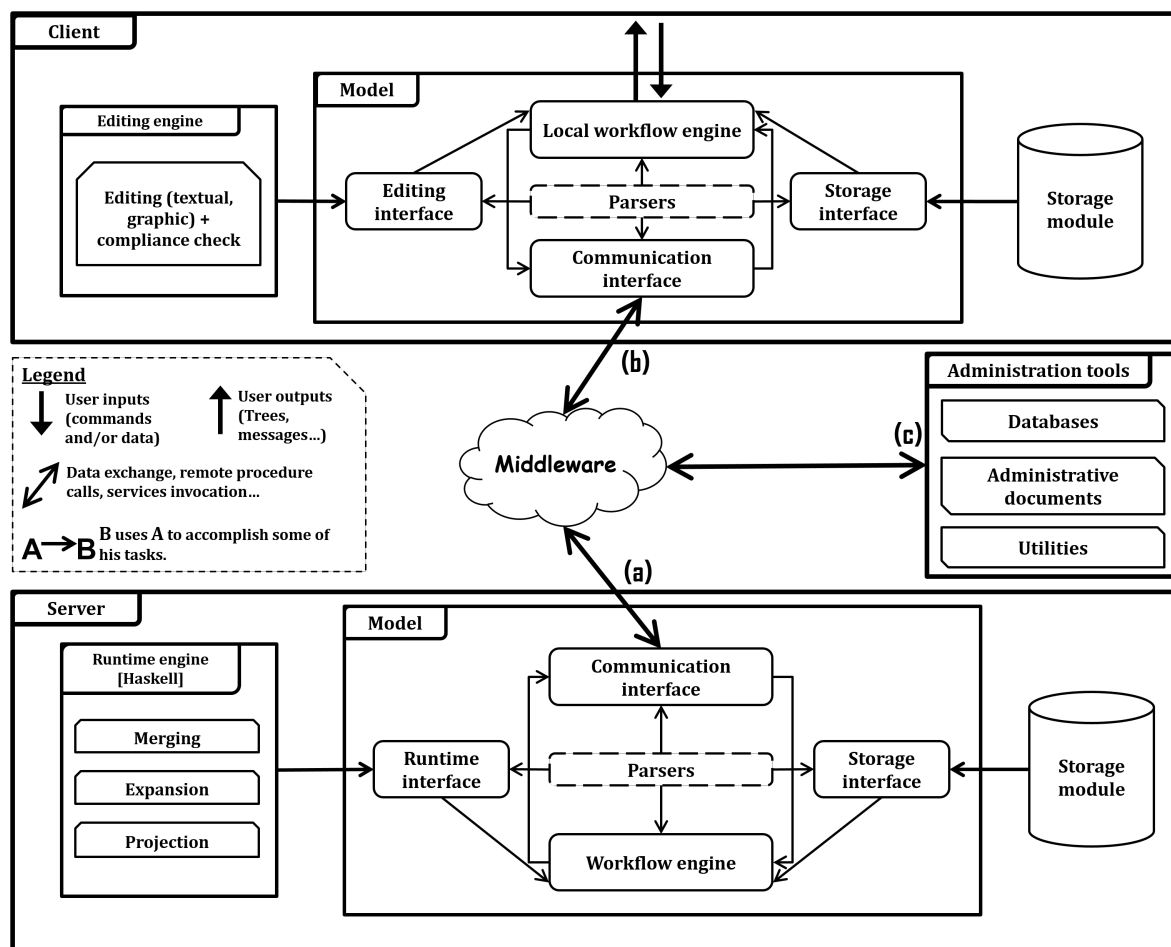 Client
Model
Editing engine
Editing (textual,
graphic) +
compliance check
Local workflow engine
Editing
interface
Parsers
Storage
interface
Communication
interface
Storage
module
(b)
Legend
User inputs
(commands
and/or data)
User outputs
(Trees,
messages...)
Data exchange, remote procedure
calls, services invocation...
A B B uses A to accomplish some of
his tasks.
Middleware
(c)
Administration tools
Databases
Administrative
documents
Utilities
(a)
Server
Model
Runtime engine
[Haskell]
Merging
Expansion
Projection
Communication
interface
Runtime
interface
Parsers
Storage
interface
Workflow engine
Storage
module